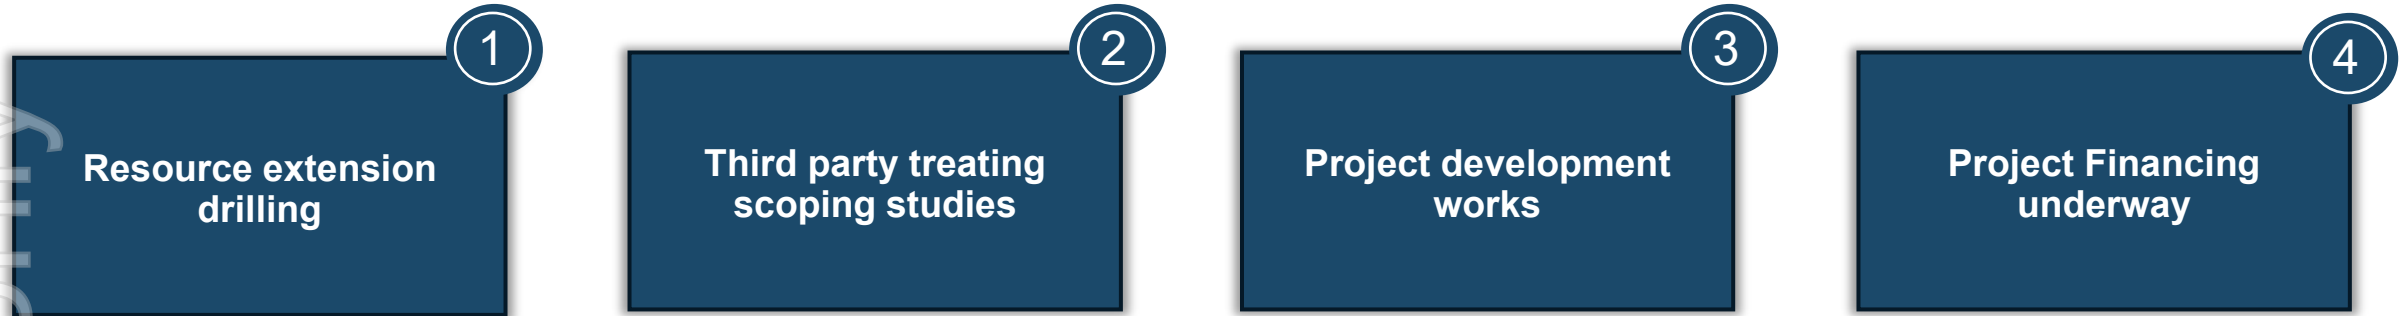 1
Resource extension
drilling
2
Third party treating
scoping studies
3
Project development
works
4
Project Financing
underway